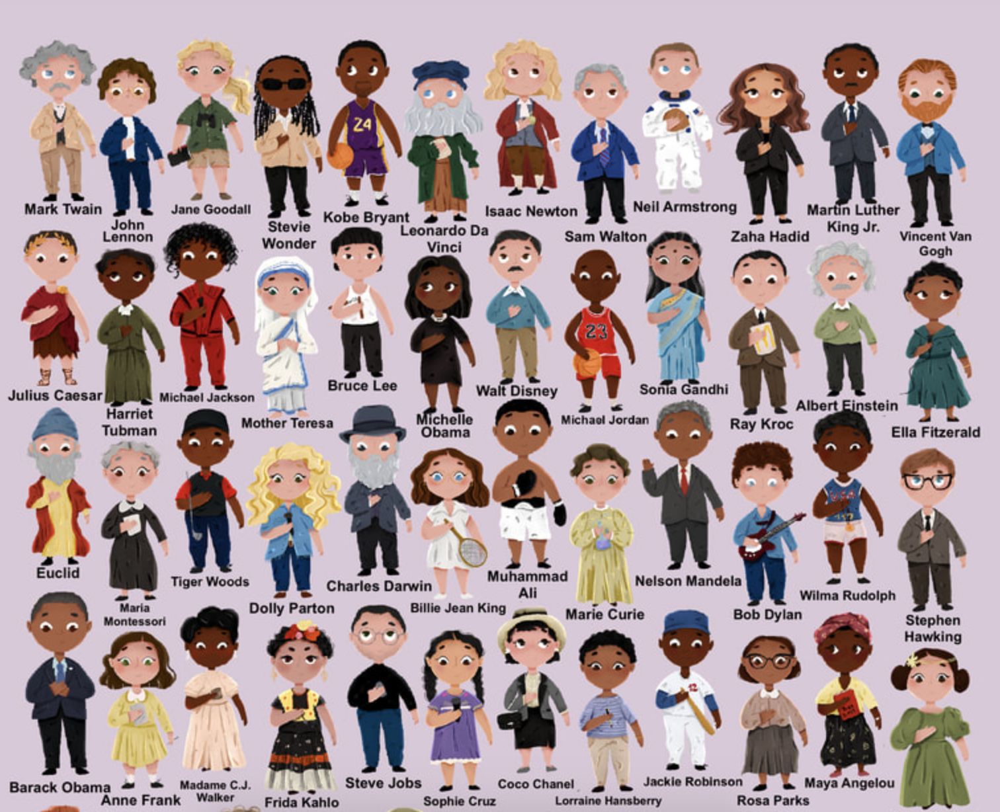 24
Mark Twain
John
Lennon
Jane Goodall
Stevie
Wonder
Kobe Bryant
Leonardo Da
Vinci
Isaac Newton
Sam Walton
Neil Armstrong
Zaha Hadid
Martin Luther
King Jr.
Vincent Van
Gogh
23
Julius Caesar
Harriet
Tubman
Michael Jackson
Mother Teresa
Bruce Lee
Michelle
Obama
Walt Disney
Michael Jordan
Sonia Gandhi
Ray Kroc
Albert Einstein
Ella Fitzgerald
USA
Euclid
Maria
Montessori
Tiger Woods
Dolly Parton
Charles Darwin
Billie Jean King
Muhammad
Ali
Marie Curie
Nelson Mandela
Bob Dylan
Wilma Rudolph
Stephen
Hawking
Barack Obama
Anne Frank
Madame C.J.
Walker
Frida Kahlo
Steve Jobs
Sophie Cruz
Coco Chanel
Lorraine Hansberry
Jackie Robinson
Rosa Parks
Maya Angelou